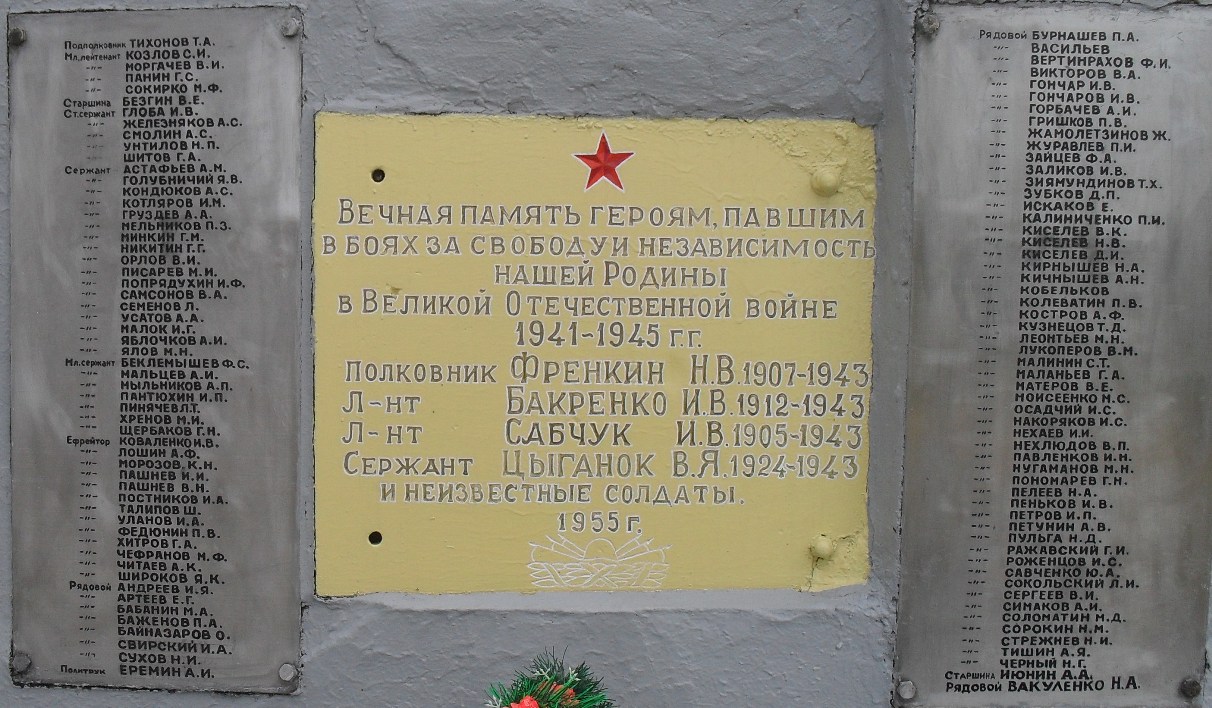 Подполковник ТИХОНОВ Т.А.
Мл.лейтенант КОЗЛОВ С.И.
-"- МОРГАЧЕВ В.И.
-"- ПАНИН Г.С.
-"- СОКИРКО М.Ф.
Старшина БЕЗГИН В.Е.
Ст.сержант ГЛОБА И.В.
-"- ЖЕЛЕЗНЯКОВ А.С.
-"- СМОЛИН А.С.
-"- УНТИЛОВ Н.П.
-"- ШИТОВ Г.А.
Сержант АСТАФЬЕВ А.М.
-"- ГОЛУБНИЧИЙ Я.В.
-"- КОНДЮКОВ А.С.
-"- КОТЛЯРОВ И.М.
-"- ГРУЗДЕВ А.А.
-"- МЕЛЬНИКОВ П.З.
-"- МИНКИН Г.М.
-"- НИКИТИН Г.Г.
-"- ОРЛОВ В.И.
-"- ПИСАРЕВ М.И.
-"- ПОПРЯДУХИН И.Ф.
-"- САМСОНОВ В.А.
-"- СЕМЕНОВ Л.
-"- УСАТОВ А.А.
-"- МАЛОК И.Г.
-"- ЯБЛОЧКОВ А.И.
-"- ЯЛОВ М.Н.
Мл.сержант БЕКЛЕМЫШЕВ Ф.С.
-"- МАЛЬЦЕВ А.И.
-"- МЫЛЬНИКОВ А.П.
-"- ПАНТЮХИН И.П.
-"- ПИНЯЧЕВ Л.Т.
-"- ХРЕНОВ М.И.
-"- ЩЕРБАКОВ Г.Н.
Ефрейтор КОВАЛЕНКО И.В.
-"- ЛОШИН А.Ф.
-"- МОРОЗОВ К.Н.
-"- ПАШНЕВ И.И.
-"- ПАШНЕВ В.Н.
-"- ПОСТНИКОВ И.А.
-"- ТАЛИПОВ Ш.
-"- УЛАНОВ И.А.
-"- ФЕДЮНИН П.В.
-"- ХИТРОВ Г.А.
-"- ЧЕФРАНОВ М.Ф.
-"- ЧИТАЕВ А.К.
-"- ШИРОКОВ Я.К.
Рядовой АНДРЕЕВ И.Я.
-"- АРТЕЕВ Е.Г.
-"- БАБАНИН М.А.
-"- БАЖЕНОВ П.А.
-"- БАЙНАЗАРОВ О.
-"- СВИРСКИЙ И.А.
-"- СУХОВ Н.И.
Политрук ЕРЕМИН А.И.
ВЕЧНАЯ ПАМЯТЬ ГЕРОЯМ, ПАВШИМ
В БОЯХ ЗА СВОБОДУ И НЕЗАВИСИМОСТЬ
НАШЕЙ РОДИНЫ
В ВЕЛИКОЙ ОТЕЧЕСТВЕННОЙ ВОЙНЕ
1941-1945 Г.Г.
ПОЛКОВНИК ФРЕНКИН Н.В. 1907-1943
Л-НТ БАКРЕНКО И.В. 1912-1943
Л-НТ САБЧУК И.В. 1905-1943
СЕРЖАНТ ЦЫГАНОК В.Я. 1924-1943
И НЕИЗВЕСТНЫЕ СОЛДАТЫ.
1955 Г.
Рядовой БУРНАШЕВ П.А.
-"- ВАСИЛЬЕВ
-"- ВЕРТИНРАХОВ Ф.И.
-"- ВИКТОРОВ В.А.
-"- ГОНЧАР И.В.
-"- ГОНЧАРОВ И.В.
-"- ГОРБАЧЕВ А.И.
-"- ГРИШКОВ П.В.
-"- ЖАМОЛЕТЗИНОВ Ж.
-"- ЖУРАВЛЕВ П.И.
-"- ЗАЙЦЕВ Ф.А.
-"- ЗАЛИКОВ И.В.
-"- ЗИЯМУНДИНОВ Т.Х.
-"- ЗУБКОВ Д.П.
-"- ИСКАКОВ Е.
-"- КАЛИНИЧЕНКО П.И.
-"- КИСЕЛЕВ В.К.
-"- КИСЕЛЕВ Н.В.
-"- КИСЕЛЕВ Д.И.
-"- КИРНЫШЕВ Н.А.
-"- КИЧНЫШЕВ А.Н.
-"- КОБЕЛЬКОВ
-"- КОЛЕВАТИН П.В.
-"- КОСТРОВ А.Ф.
-"- КУЗНЕЦОВ Т.Д.
-"- ЛЕОНТЬЕВ М.Н.
-"- ЛУКОПЕРОВ В.М.
-"- МАЛИНИН С.Т.
-"- МАЛАНЬЕВ Г.А.
-"- МАТЕРОВ В.Е.
-"- МОИСЕЕНКО М.С.
-"- ОСАДЧИЙ И.С.
-"- НАКОРЯКОВ И.С.
-"- НЕХАЕВ И.И.
-"- НЕХЛЮДОВ В.П.
-"- ПАВЛЕНКОВ И.Н.
-"- НУГАМАНОВ М.Н.
-"- ПОНОМАРЕВ Г.Н.
-"- ПЕЛЕЕВ Н.А.
-"- ПЕНЬКОВ И.В.
-"- ПЕТРОВ И.П.
-"- ПЕТУНИН А.В.
-"- ПУЛЬГА Н.Д.
-"- РАЖАВСКИЙ Г.И.
-"- РОЖЕНЦОВ И.С.
-"- САВЧЕНКО Ю.А.
-"- СОКОЛЬСКИЙ Л.И.
-"- СЕРГЕЕВ В.И.
-"- СИМАКОВ А.И.
-"- СОЛОМАТИН М.Д.
-"- СОРОКИН Н.М.
-"- СТРЕЖНЕВ Н.И.
-"- ТИШИН А.Я.
-"- ЧЕРНЫЙ Н.Г.
Старшина ИЮНИН А.А.
Рядовой ВАКУЛЕНКО Н.А.